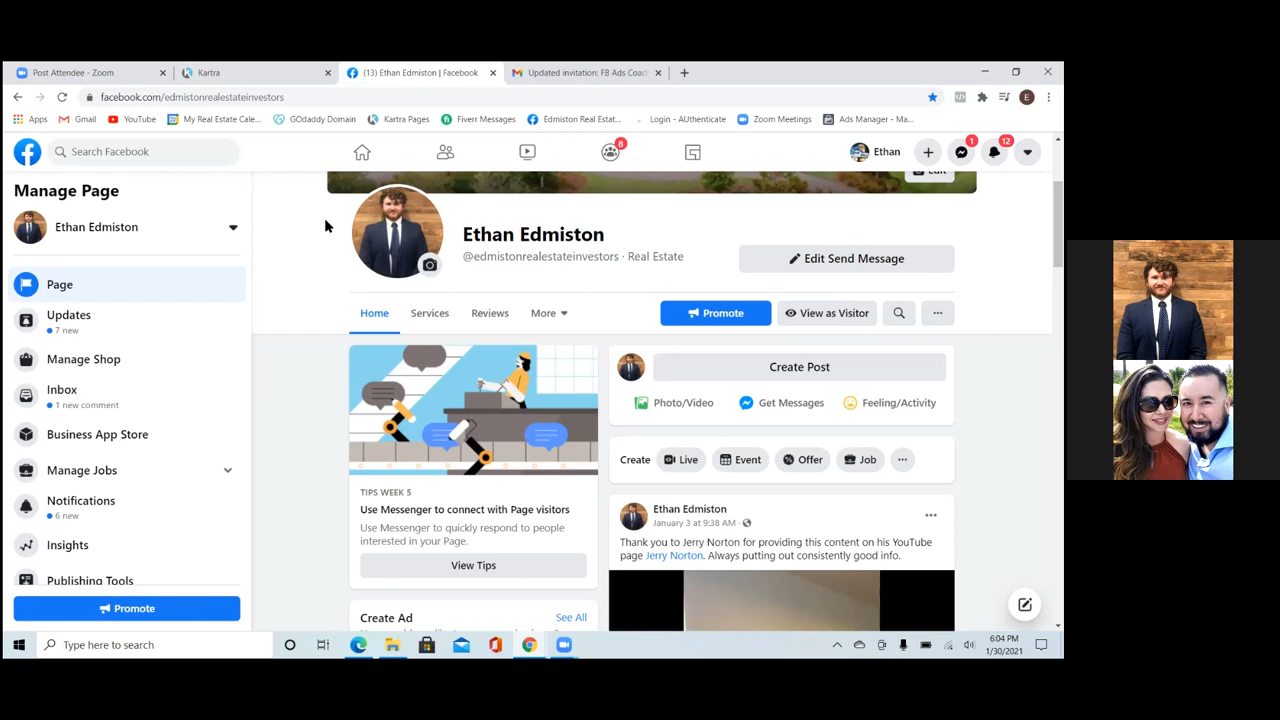 Post Attendee - Zoom
Kartra
(13) Ethan Edmiston | Facebook
Updated invitation: FB Ads Coac
facebook.com/edmistonrealestateinvestors
E
Apps
Gmail
YouTube
My Real Estate Cale...
GOdaddy Domain
Kartra Pages
Fiverr Messages
Edmiston Real Estat...
Login - AUthenticate
Zoom Meetings
Ads Manager - Ma...
Search Facebook
8
Ethan
1
12
Manage Page
Ethan Edmiston
Page
Updates
7 new
Manage Shop
Inbox
1 new comment
Business App Store
Manage Jobs
Notifications
6 new
Insights
Publishing Tools
Promote
Edit
Ethan Edmiston
@edmistonrealestateinvestors · Real Estate
Edit Send Message
Home
Services
Reviews
More
Promote
View as Visitor
TIPS WEEK 5
Use Messenger to connect with Page visitors
Use Messenger to quickly respond to people
interested in your Page.
View Tips
Create Ad
See All
Create Post
Photo/Video
Get Messages
Feeling/Activity
Create
Live
Event
Offer
Job
Ethan Edmiston
January 3 at 9:38 AM ·
Thank you to Jerry Norton for providing this content on his YouTube
page Jerry Norton. Always putting out consistently good info.
Type here to search
6:04 PM
1/30/2021